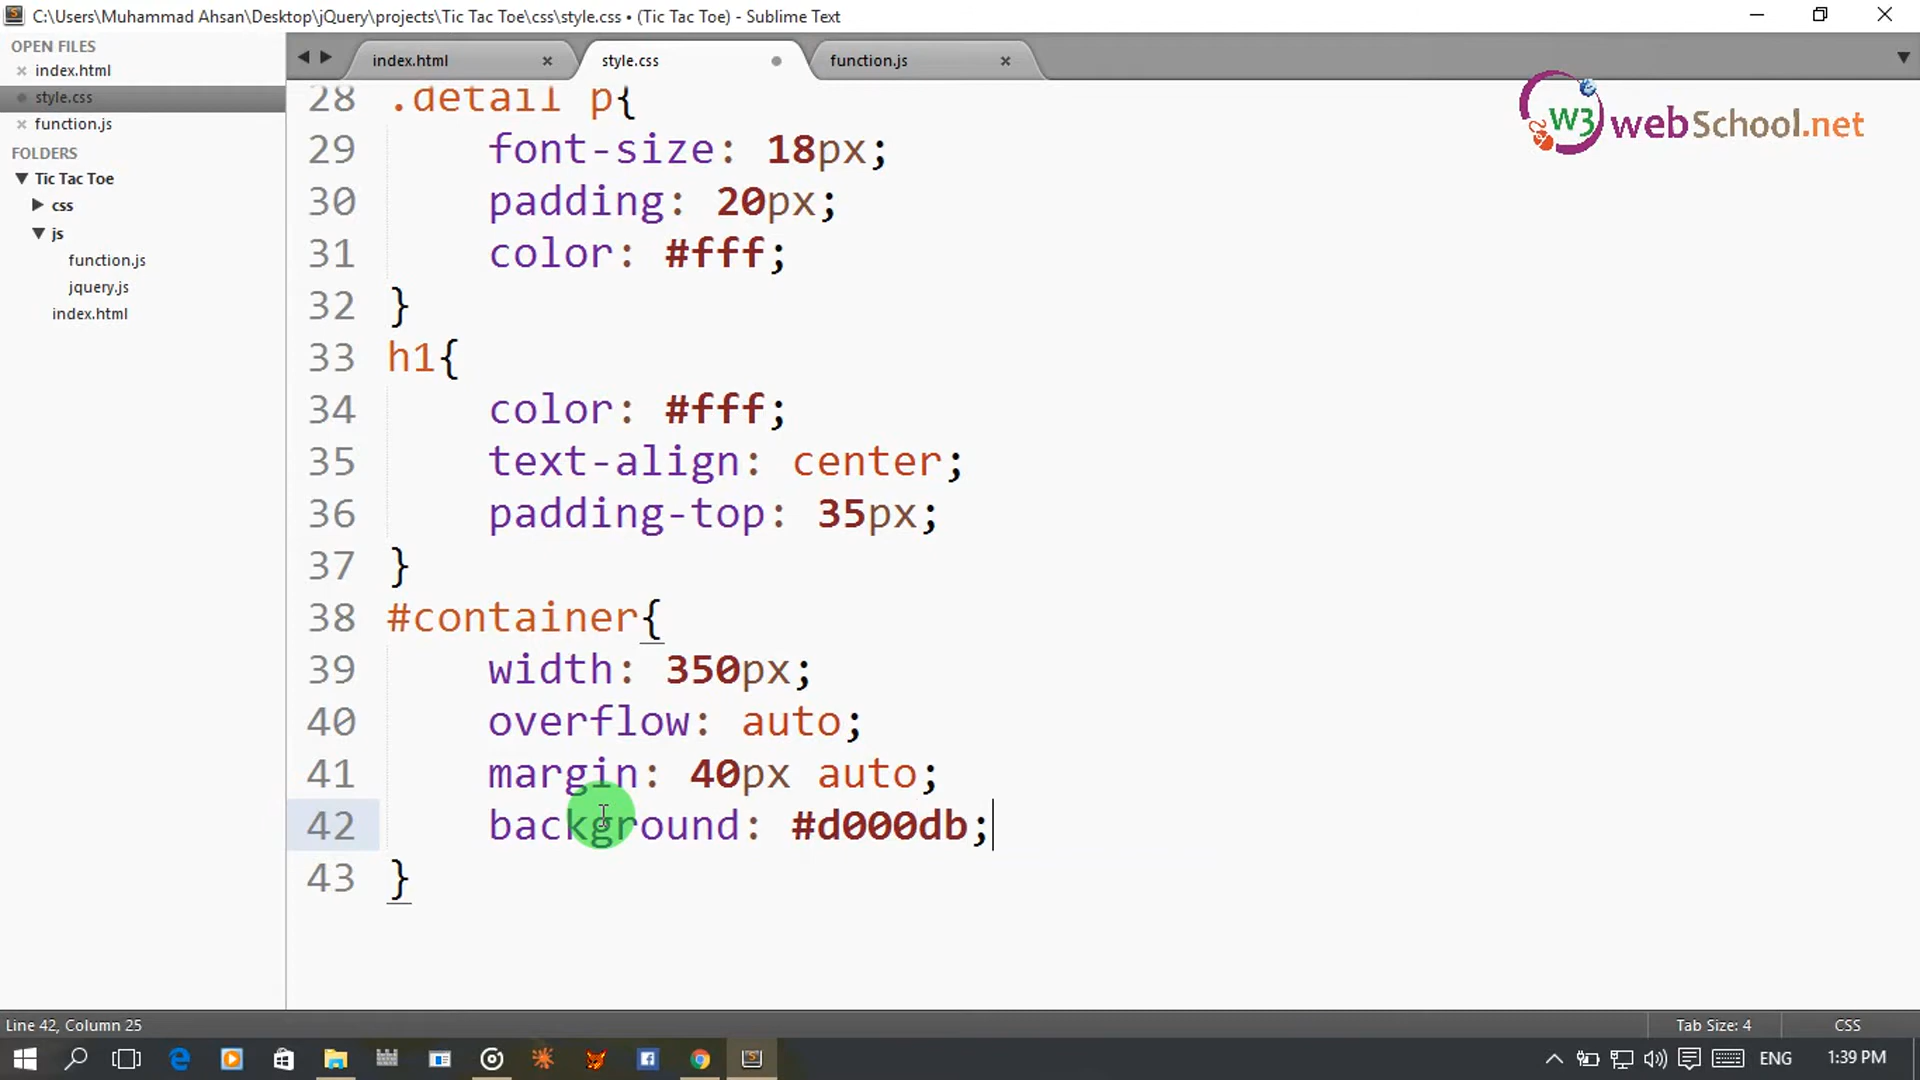 C:\Users\Muhammad Ahsan\Desktop\jQuery\projects\Tic Tac Toe\css\style.css • (Tic Tac Toe) - Sublime Text
OPEN FILES
index.html
style.css
function.js
FOLDERS
Tic Tac Toe
css
js
function.js
jquery.js
index.html
index.html
style.css
function.js
W3 webSchool.net
28 .detail p{
29 font-size: 18px;
30 padding: 20px;
31 color: #fff;
32 }
33 h1{
34 color: #fff;
35 text-align: center;
36 padding-top: 35px;
37 }
38 #container{
39 width: 350px;
40 overflow: auto;
41 margin: 40px auto;
42 background: #d000db;
43 }
Line 42, Column 25
Tab Size: 4
CSS
ENG
1:39 PM